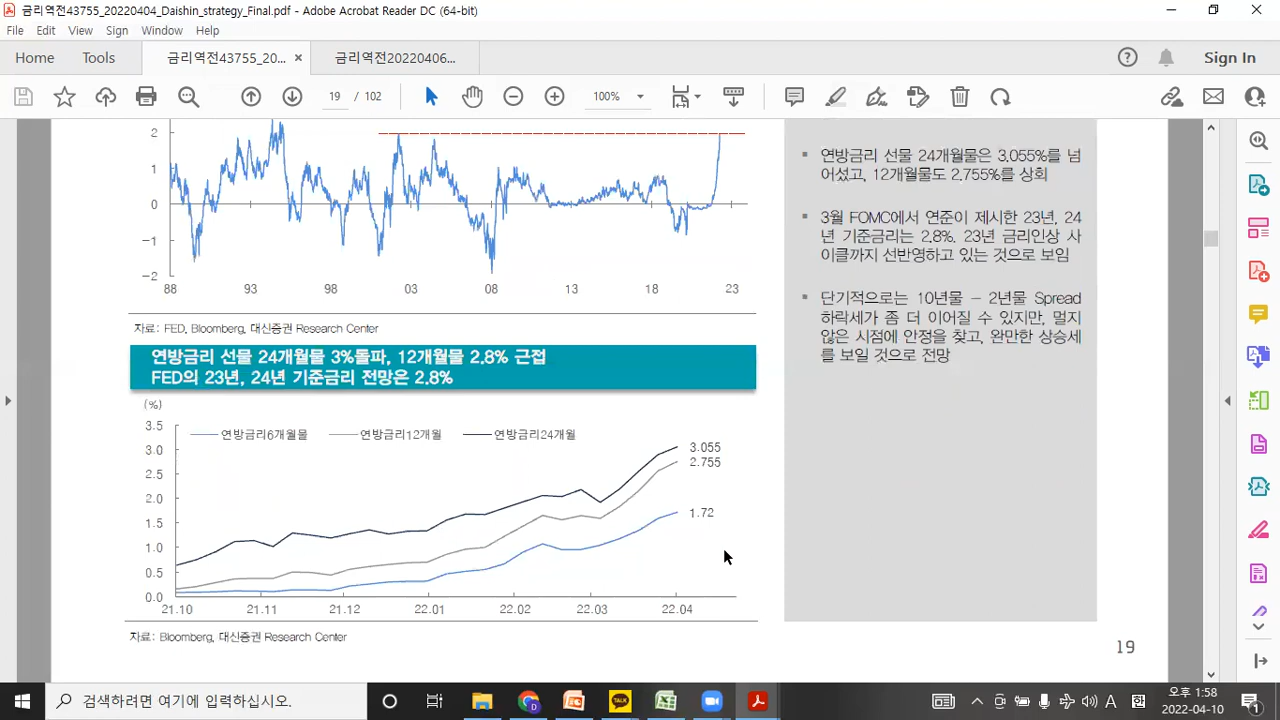 금리역전43755_20220404_Daishin_strategy_Final.pdf - Adobe Acrobat Reader DC (64-bit)
File Edit View Sign Window Help
Home Tools 금리역전43755_20... × 금리역전20220406... Sign In
19 / 102 100%
2
1
0
-1
-2
88 93 98 03 08 13 18 23
자료: FED, Bloomberg, 대신증권 Research Center
연방금리 선물 24개월물 3%돌파, 12개월물 2.8% 근접
FED의 23년, 24년 기준금리 전망은 2.8%
(%)
3.5
3.0
2.5
2.0
1.5
1.0
0.5
0.0
연방금리6개월물 연방금리12개월 연방금리24개월
3.055
2.755
1.72
21.10 21.11 21.12 22.01 22.02 22.03 22.04
자료: Bloomberg, 대신증권 Research Center
연방금리 선물 24개월물은 3.055%를 넘
어섰고, 12개월물도 2.755%를 상회
3월 FOMC에서 연준이 제시한 23년, 24
년 기준금리는 2.8%. 23년 금리인상 사
이클까지 선반영하고 있는 것으로 보임
단기적으로는 10년물 - 2년물 Spread
하락세가 좀 더 이어질 수 있지만, 멀지
않은 시점에 안정을 찾고, 완만한 상승세
를 보일 것으로 전망
19
검색하려면 여기에 입력하십시오.
TALK
A 한 오후 1:58
2022-04-10
1